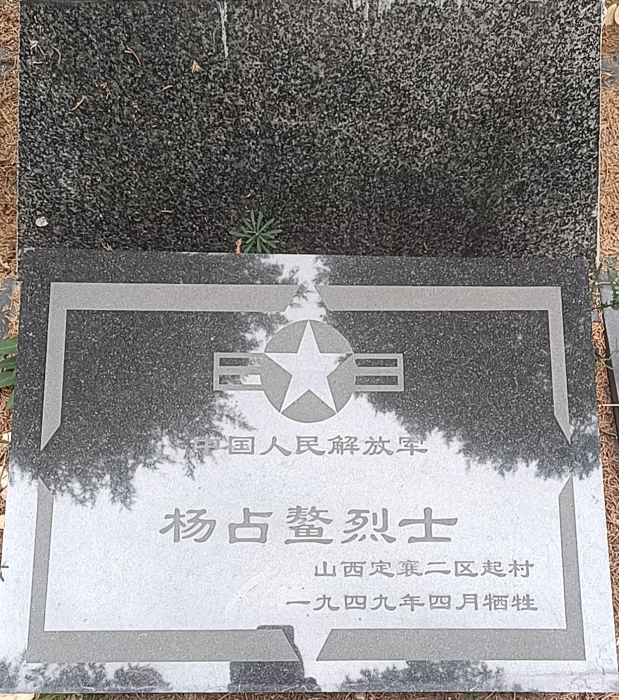 中国人民解放军
杨占鳌烈士
山西定襄二区起村
一九四九年四月牺牲